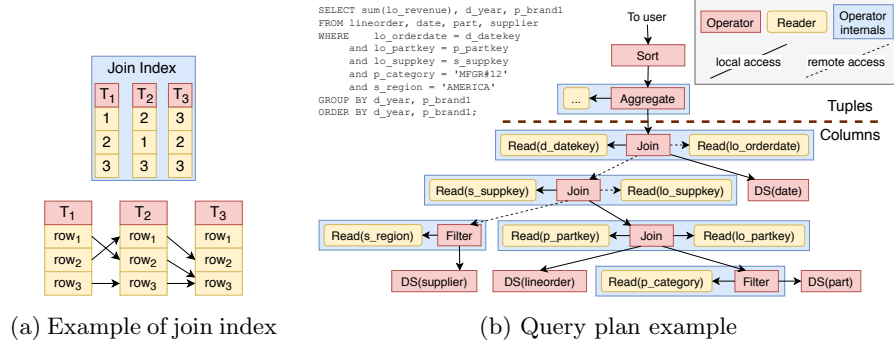 SELECT sum(lo_revenue), d_year, p_brand1
FROM lineorder, date, part, supplier
WHERE lo_orderdate = d_datekey
and lo_partkey = p_partkey
and lo_suppkey = s_suppkey
and p_category = 'MFGR#12'
and s_region = 'AMERICA'
GROUP BY d_year, p_brand1
ORDER BY d_year, p_brand1;
Join Index
T1 T2 T3
1 2 3
2 1 2
3 3 3
T1 T2 T3
row1 row1 row1
row2 row2 row2
row3 row3 row3
(a) Example of join index
To user
Sort
... Aggregate
Tuples
Columns
Read(d_datekey) Join Read(lo_orderdate)
Read(s_suppkey) Join Read(lo_suppkey) DS(date)
Read(s_region) Filter Read(p_partkey) Join Read(lo_partkey)
DS(supplier) DS(lineorder) Read(p_category) Filter DS(part)
Operator Reader Operator internals
local access remote access
(b) Query plan example